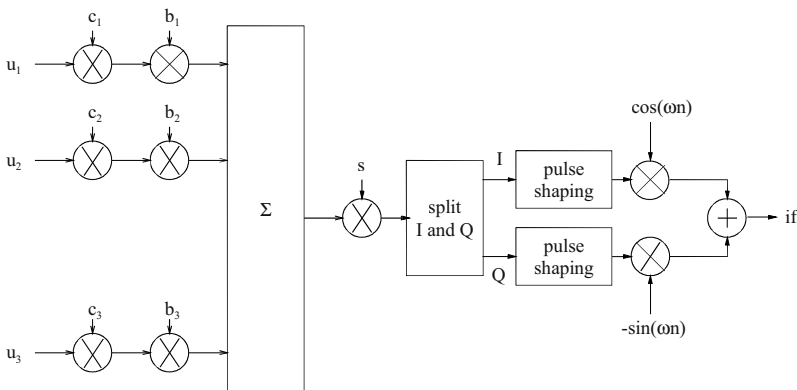 c₁ b₁
u₁
c₂ b₂
u₂
cos(ωn)
s
I
pulse
shaping
Σ
split
I and Q
if
pulse
shaping
Q
-sin(ωn)
c₃ b₃
u₃